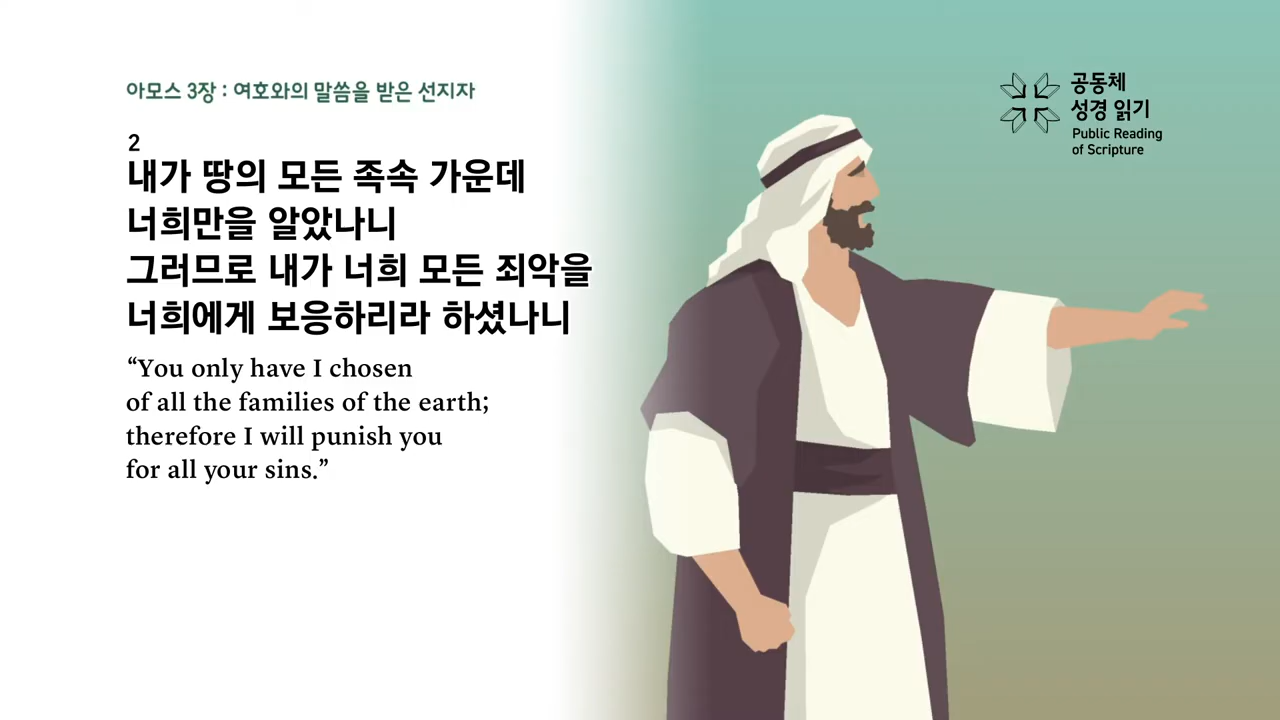 아모스 3장 : 여호와의 말씀을 받은 선지자
공동체
성경 읽기
Public Reading
of Scripture
2
내가 땅의 모든 족속 가운데
너희만을 알았나니
그러므로 내가 너희 모든 죄악을
너희에게 보응하리라 하셨나니
“You only have I chosen
of all the families of the earth;
therefore I will punish you
for all your sins.”